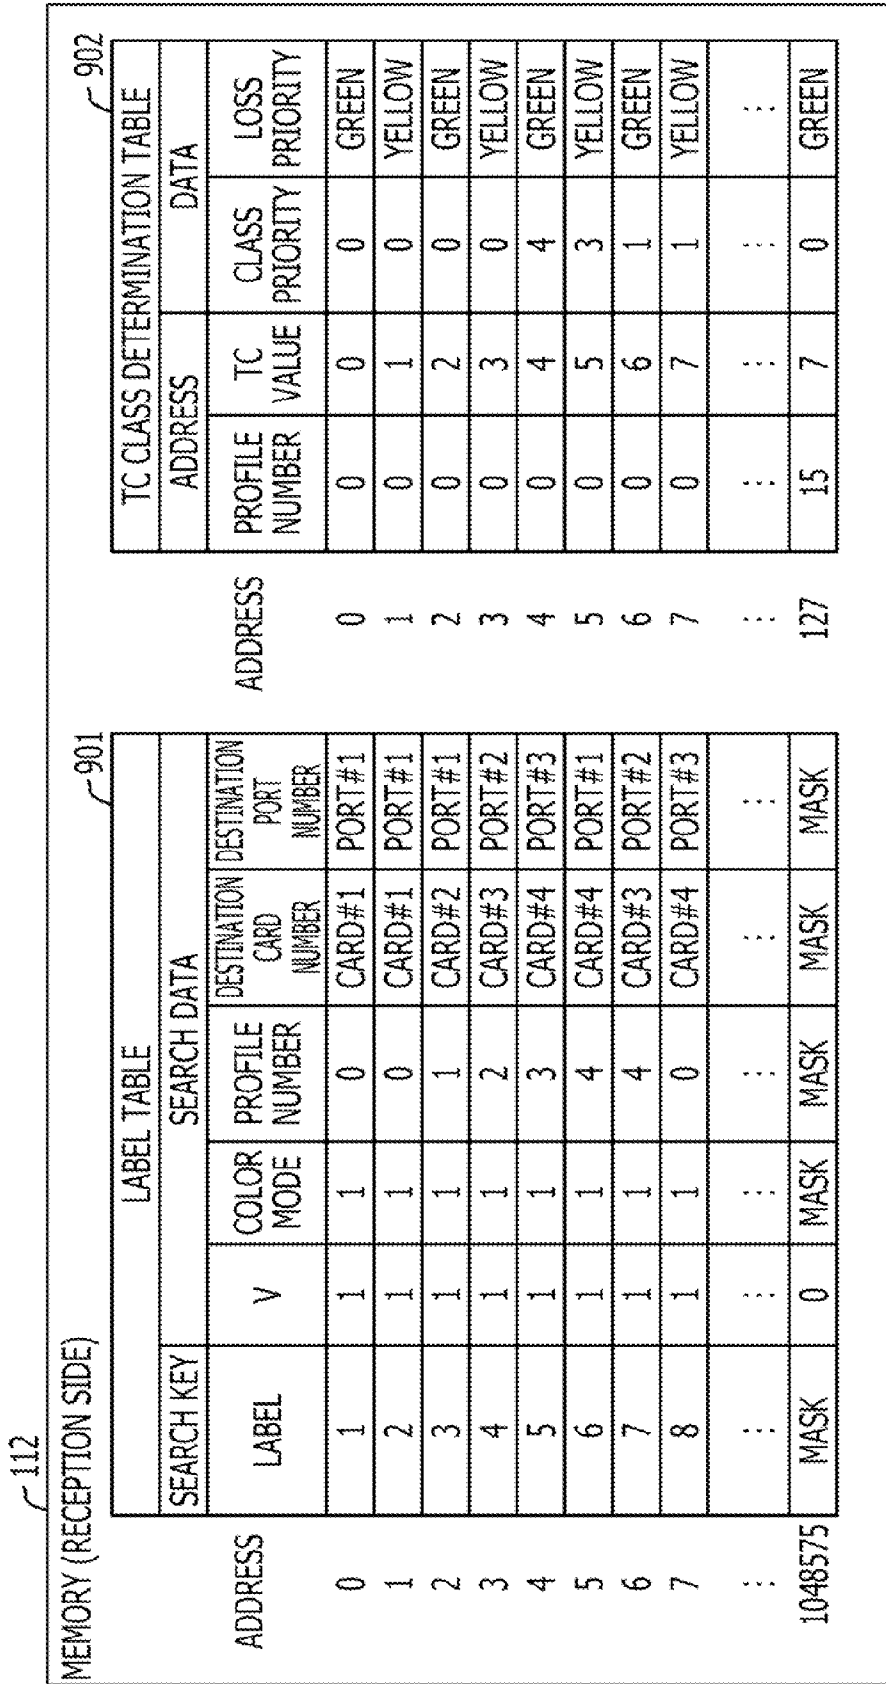 112
MEMORY (RECEPTION SIDE)
901
LABEL TABLE
SEARCH KEY SEARCH DATA
ADDRESS LABEL V COLOR MODE PROFILE NUMBER DESTINATION CARD NUMBER DESTINATION PORT NUMBER
0 1 1 1 0 CARD#1 PORT#1
1 2 1 1 0 CARD#1 PORT#1
2 3 1 1 1 CARD#2 PORT#1
3 4 1 1 2 CARD#3 PORT#2
4 5 1 1 3 CARD#4 PORT#3
5 6 1 1 4 CARD#4 PORT#1
6 7 1 1 4 CARD#3 PORT#2
7 8 1 1 0 CARD#4 PORT#3
⋮ ⋮ ⋮ ⋮ ⋮ ⋮ ⋮
1048575 MASK 0 MASK MASK MASK MASK
902
TC CLASS DETERMINATION TABLE
ADDRESS DATA
ADDRESS PROFILE NUMBER TC VALUE CLASS PRIORITY LOSS PRIORITY
0 0 0 0 GREEN
1 0 1 0 YELLOW
2 0 2 0 GREEN
3 0 3 0 YELLOW
4 0 4 4 GREEN
5 0 5 3 YELLOW
6 0 6 1 GREEN
7 0 7 1 YELLOW
⋮ ⋮ ⋮ ⋮ ⋮
127 15 7 0 GREEN